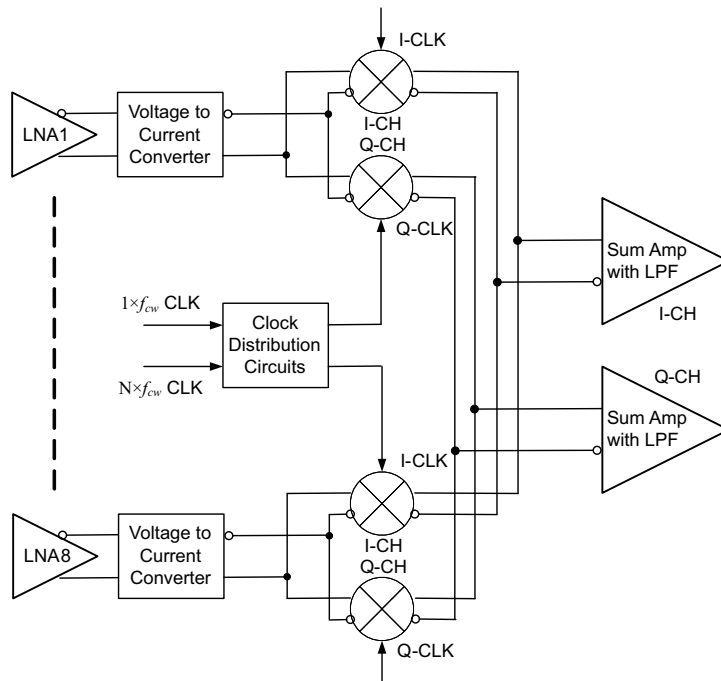 I-CLK
LNA1
Voltage to
Current
Converter
I-CH
Q-CH
Q-CLK
Sum Amp
with LPF
I-CH
1×fcw CLK
Clock
Distribution
Circuits
N×fcw CLK
Q-CH
Sum Amp
with LPF
I-CLK
LNA8
Voltage to
Current
Converter
I-CH
Q-CH
Q-CLK